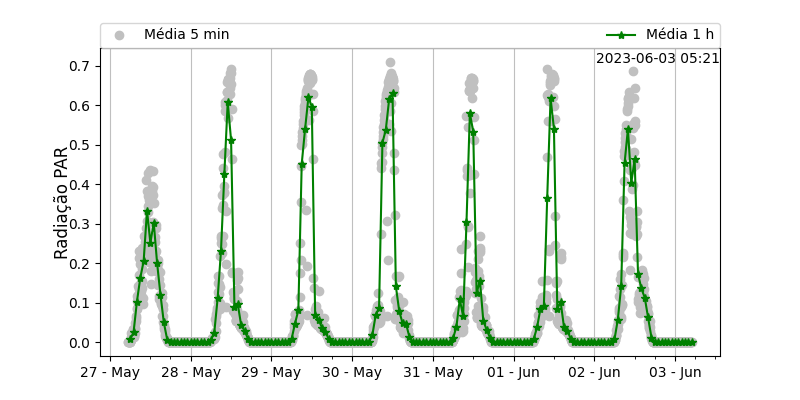 Média 5 min
Média 1 h
2023-06-03 05:21
Radiação PAR
0.7
0.6
0.5
0.4
0.3
0.2
0.1
0.0
27 - May
28 - May
29 - May
30 - May
31 - May
01 - Jun
02 - Jun
03 - Jun